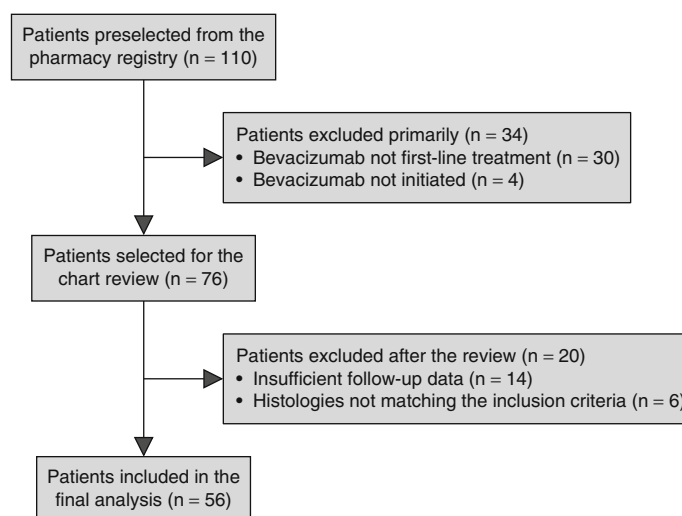 Patients preselected from the
pharmacy registry (n = 110)
Patients excluded primarily (n = 34)
• Bevacizumab not first-line treatment (n = 30)
• Bevacizumab not initiated (n = 4)
Patients selected for the
chart review (n = 76)
Patients excluded after the review (n = 20)
• Insufficient follow-up data (n = 14)
• Histologies not matching the inclusion criteria (n = 6)
Patients included in the
final analysis (n = 56)